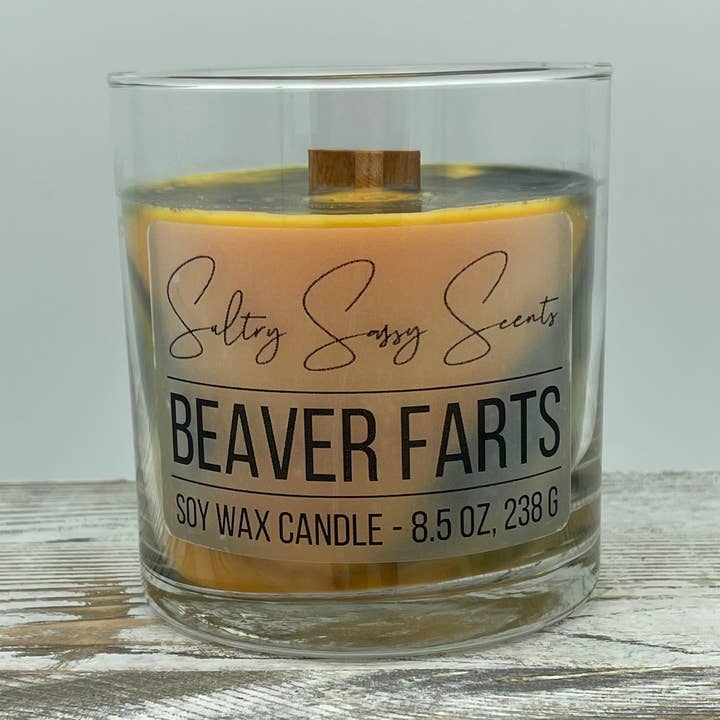 Sultry Sassy Scents
BEAVER FARTS
SOY WAX CANDLE - 8.5 OZ, 238 G